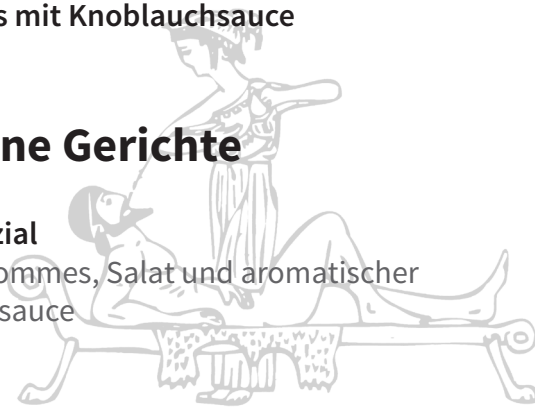 s mit Knoblauchsauce
ne Gerichte
zial
ommes, Salat und aromatischer
sauce